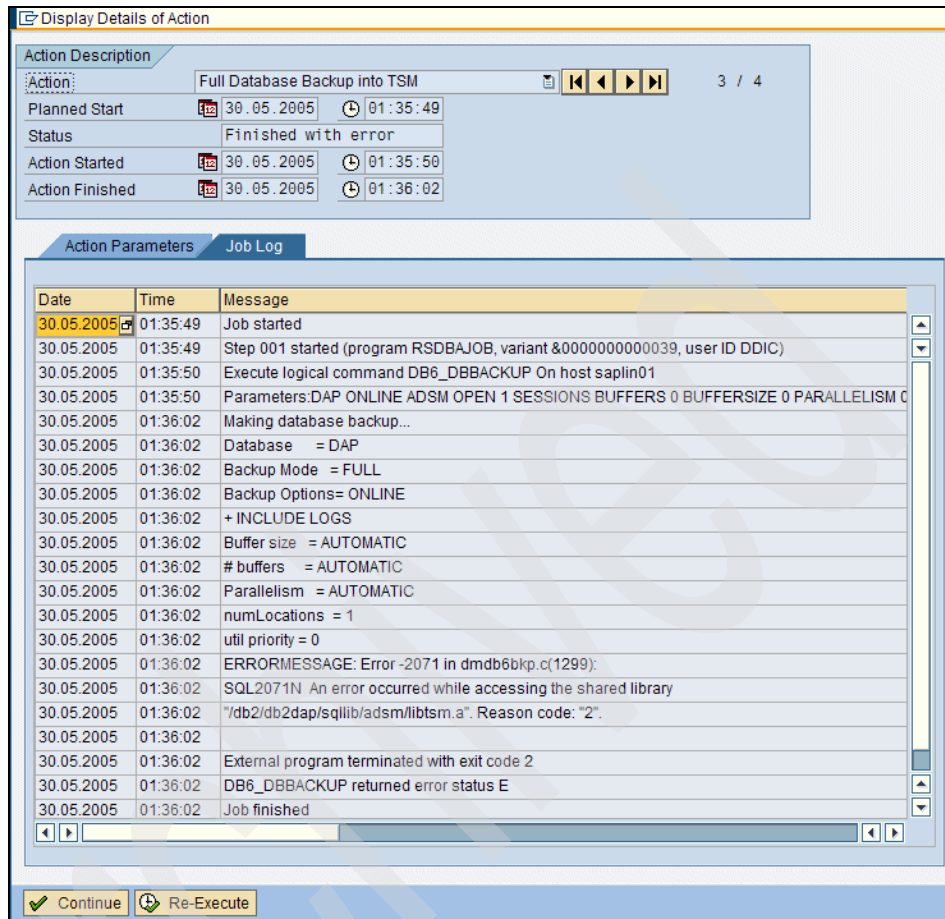 Display Details of Action
Action Description
Action Full Database Backup into TSM 3 / 4
Planned Start 30.05.2005 01:35:49
Status Finished with error
Action Started 30.05.2005 01:35:50
Action Finished 30.05.2005 01:36:02
Action Parameters Job Log
Date Time Message
30.05.2005 01:35:49 Job started
30.05.2005 01:35:49 Step 001 started (program RSDBAJOB, variant &0000000000039, user ID DDIC)
30.05.2005 01:35:50 Execute logical command DB6_DBBACKUP On host saplin01
30.05.2005 01:35:50 Parameters:DAP ONLINE ADSM OPEN 1 SESSIONS BUFFERS 0 BUFFERSIZE 0 PARALLELISM 0
30.05.2005 01:36:02 Making database backup...
30.05.2005 01:36:02 Database = DAP
30.05.2005 01:36:02 Backup Mode = FULL
30.05.2005 01:36:02 Backup Options= ONLINE
30.05.2005 01:36:02 + INCLUDE LOGS
30.05.2005 01:36:02 Buffer size = AUTOMATIC
30.05.2005 01:36:02 # buffers = AUTOMATIC
30.05.2005 01:36:02 Parallelism = AUTOMATIC
30.05.2005 01:36:02 numLocations = 1
30.05.2005 01:36:02 util priority = 0
30.05.2005 01:36:02 ERRORMESSAGE: Error -2071 in dmdb6bkp.c(1299):
30.05.2005 01:36:02 SQL2071N An error occurred while accessing the shared library
30.05.2005 01:36:02 "/db2/db2dap/sqllib/adsm/libtsm.a". Reason code: "2".
30.05.2005 01:36:02
30.05.2005 01:36:02 External program terminated with exit code 2
30.05.2005 01:36:02 DB6_DBBACKUP returned error status E
30.05.2005 01:36:02 Job finished
Continue Re-Execute